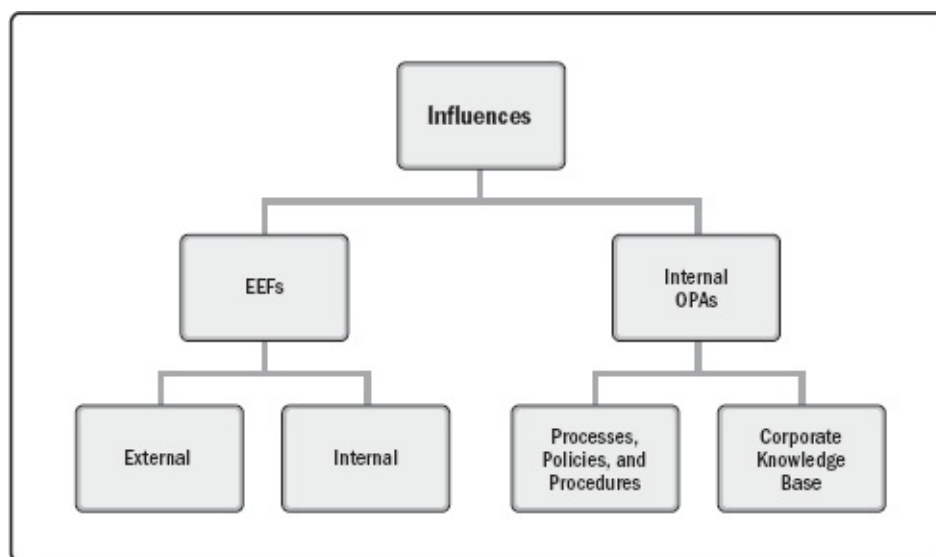 Influences
EEFs
Internal
OPAs
External
Internal
Processes,
Policies, and
Procedures
Corporate
Knowledge
Base